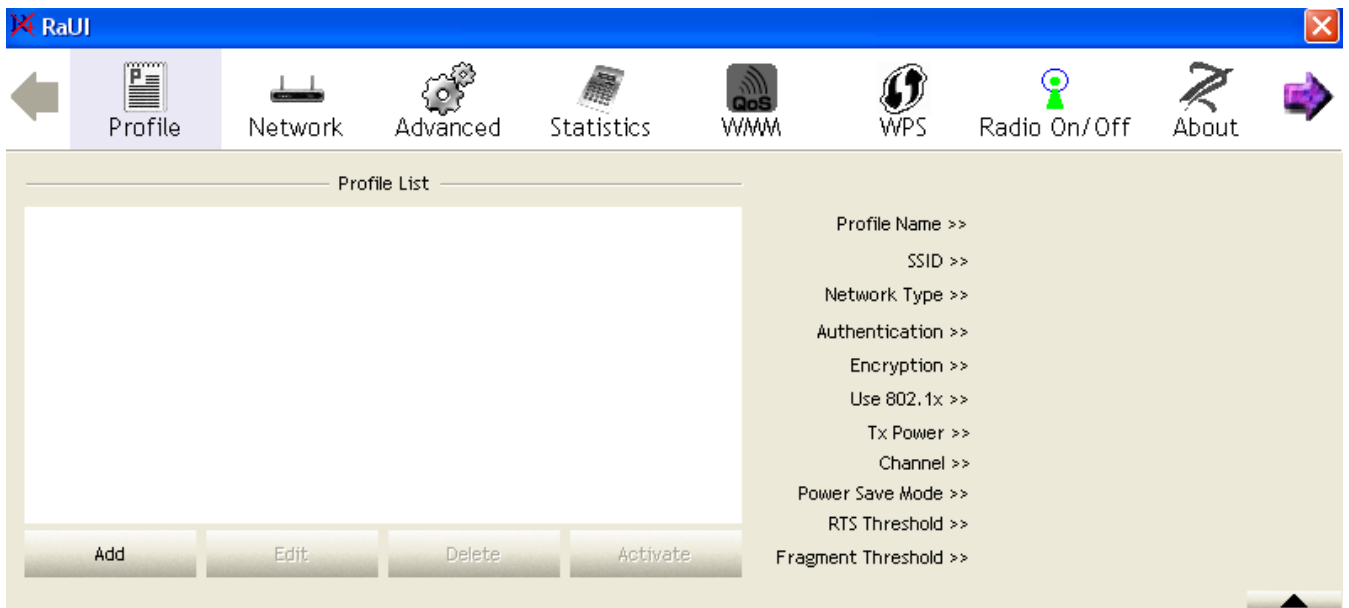 RaUI
Profile Network Advanced Statistics QoS WMM WPS Radio On/Off About
Profile List
Profile Name >>
SSID >>
Network Type >>
Authentication >>
Encryption >>
Use 802.1x >>
Tx Power >>
Channel >>
Power Save Mode >>
RTS Threshold >>
Fragment Threshold >>
Add Edit Delete Activate